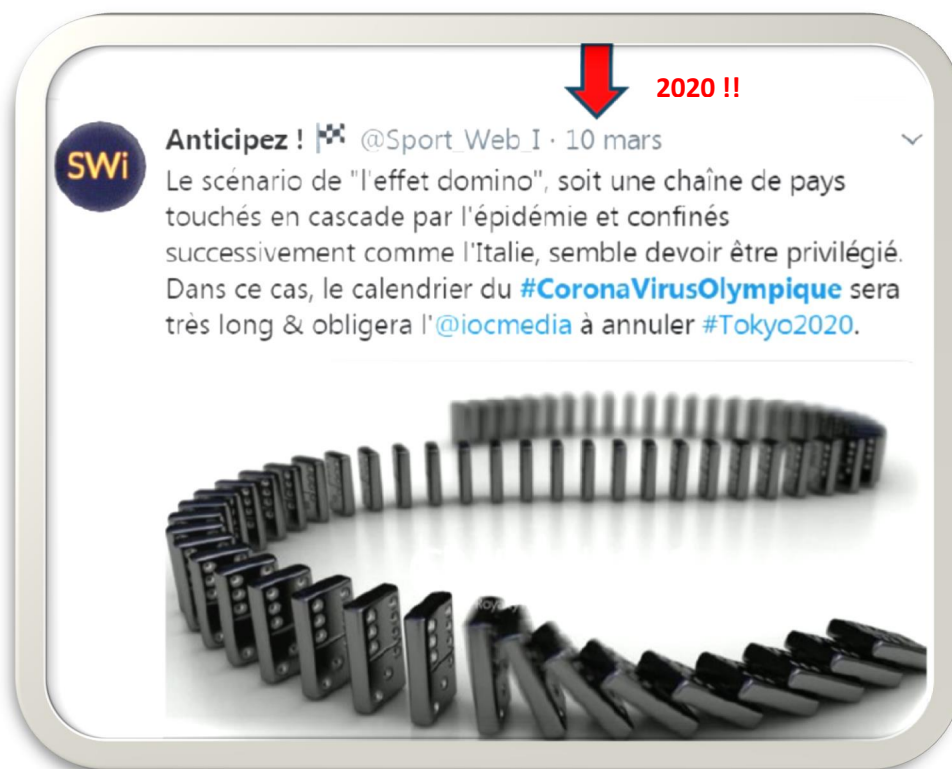 2020 !!
SWi
Anticipez ! @Sport_Web_I · 10 mars
Le scénario de "l'effet domino", soit une chaîne de pays
touchés en cascade par l'épidémie et confinés
successivement comme l'Italie, semble devoir être privilégié.
Dans ce cas, le calendrier du #CoronaVirusOlympique sera
très long & obligera l'@iocmedia à annuler #Tokyo2020.